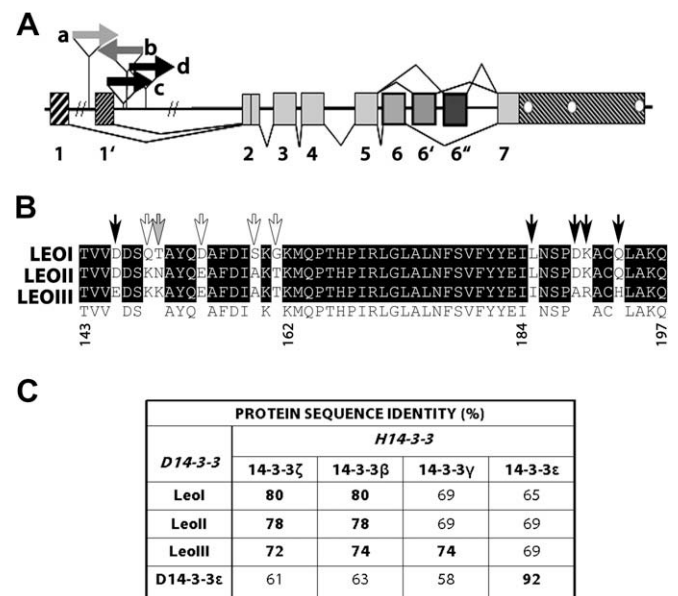 A
a
b
d
c
1 1' 2 3 4 5 6 6' 6" 7
B
LEOI TVVDDSQTAYQDAFDISKGKMQPTHPIRLGLALNFSVFYYEILNSPDKACQLAKQ
LEOII TVVDDSKNAYQDAFDIAKTKMQPTHPIRLGLALNFSVFYYEILNSPDKACQLAKQ
LEOIII TVVEDSKKAYQEAFDIAKTKMQPTHPIRLGLALNFSVFYYEIINSPARACHLAKQ
TVV DS AYQ AFDI K KMQPTHPIRLGLALNFSVFYYEI NSP AC LAKQ
143 162 184 197
C
PROTEIN SEQUENCE IDENTITY (%)
D14-3-3 H14-3-3
14-3-3ζ 14-3-3β 14-3-3γ 14-3-3ε
LeoI 80 80 69 65
LeoII 78 78 69 69
LeoIII 72 74 74 69
D14-3-3ε 61 63 58 92